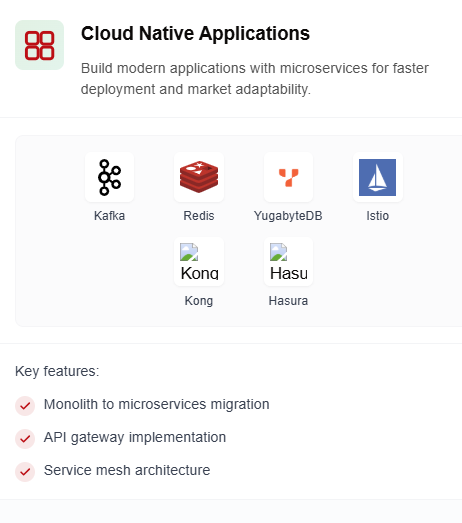 Cloud Native Applications
Build modern applications with microservices for faster
deployment and market adaptability.
Kafka
Redis
YugabyteDB
Istio
Kong
Hasu
Kong
Hasura
Key features:
Monolith to microservices migration
API gateway implementation
Service mesh architecture